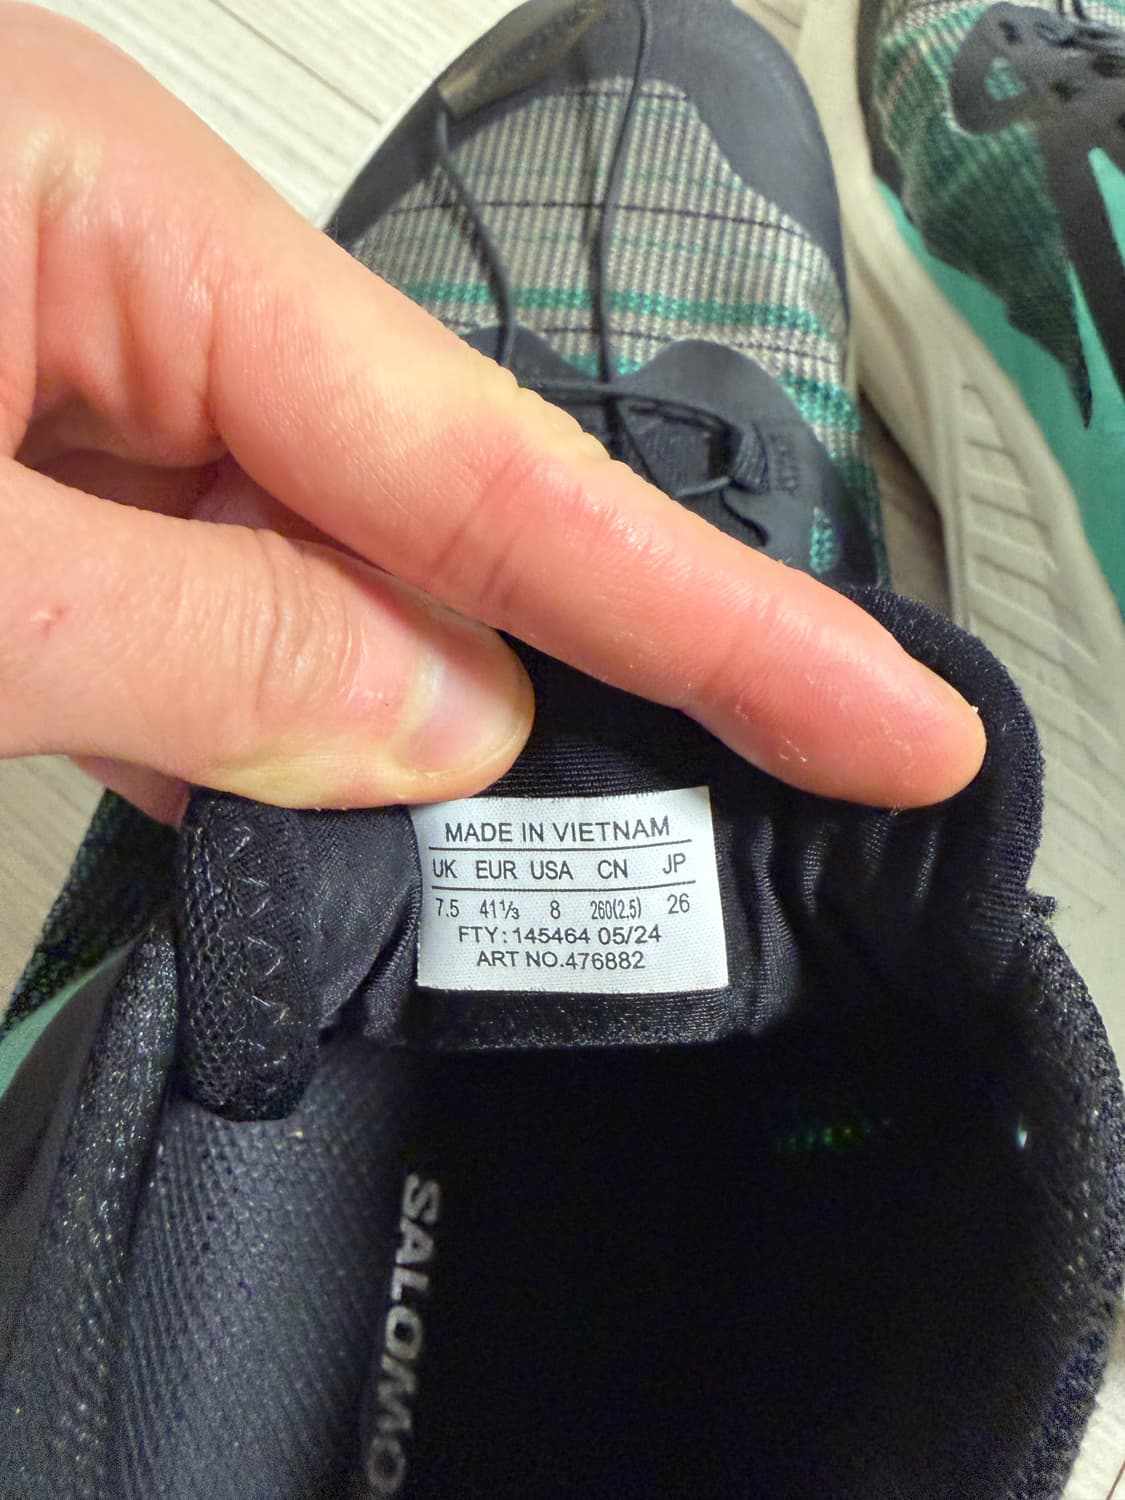 MADE IN VIETNAM
UK EUR USA CN JP
7.5 41⅓ 8 260(2.5) 26
FTY: 145464 05/24
ART NO.476882
SALOMO